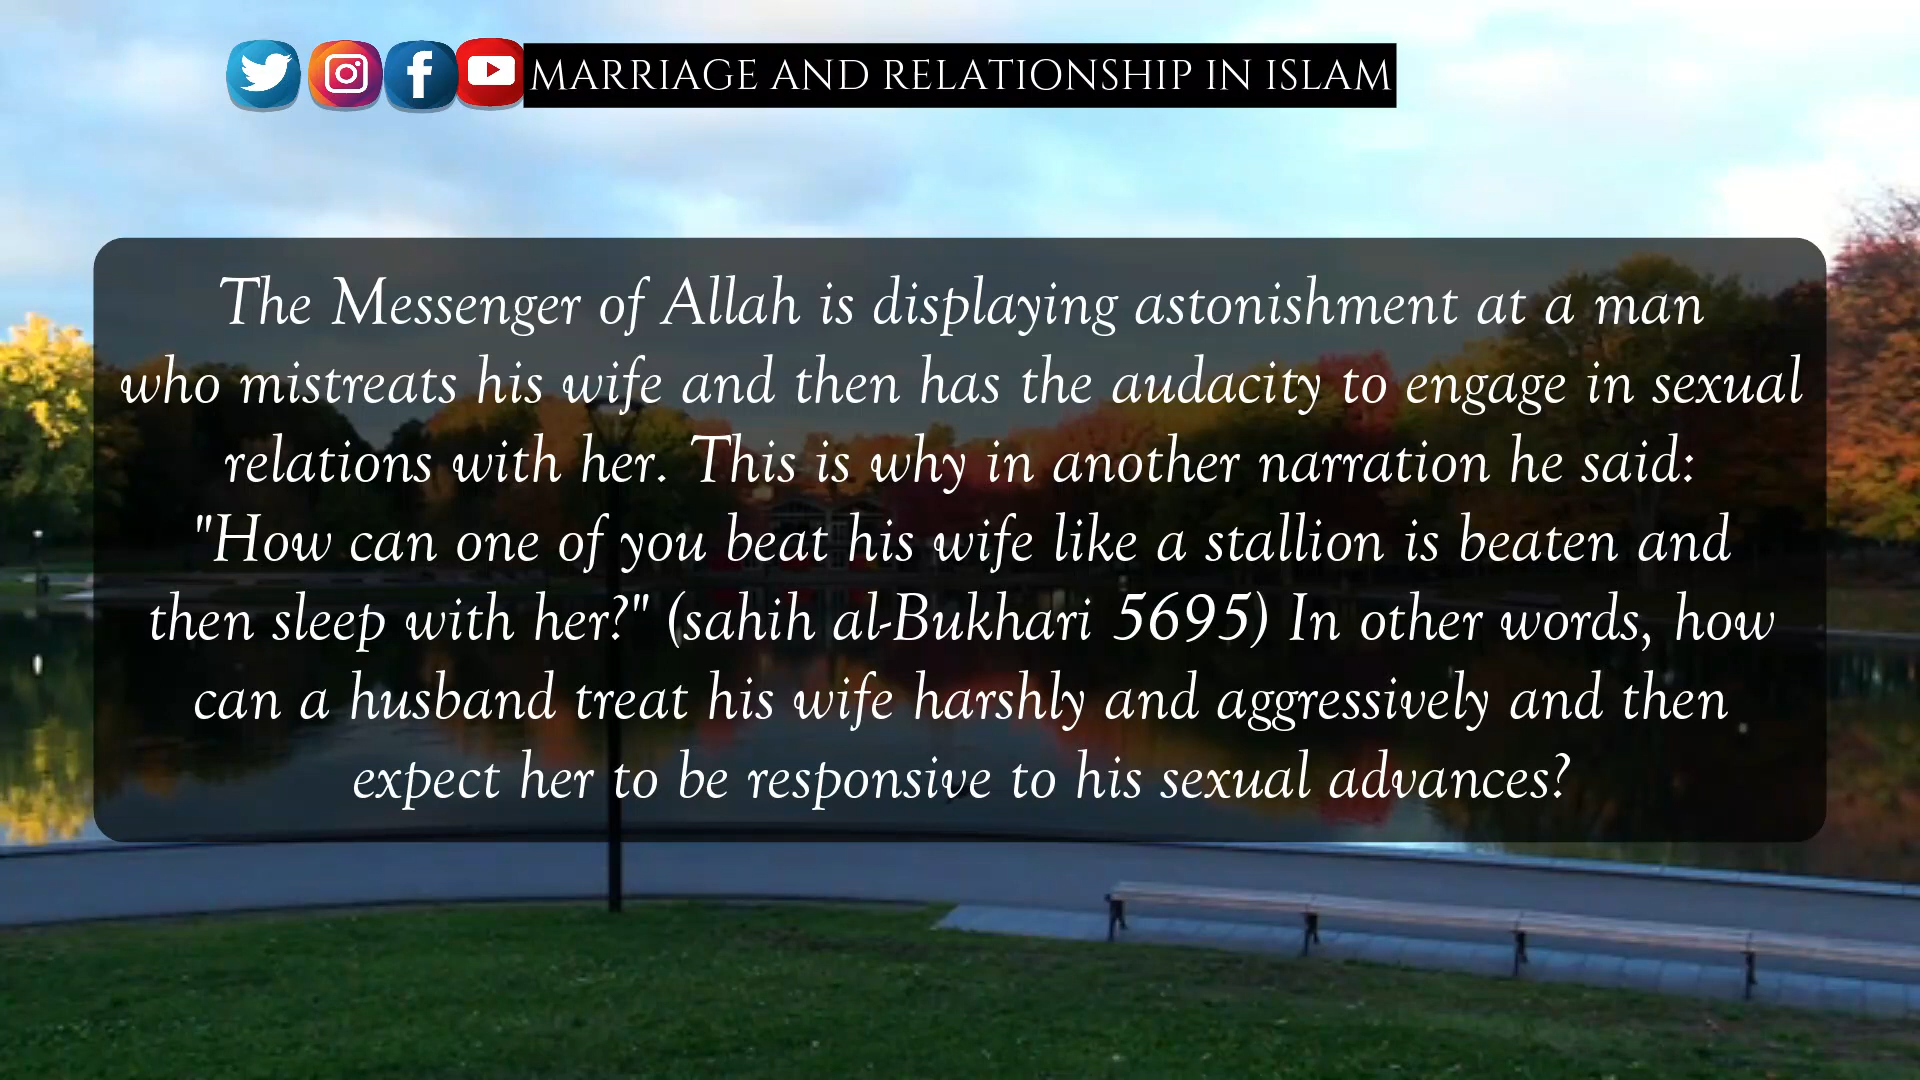 MARRIAGE AND RELATIONSHIP IN ISLAM
The Messenger of Allah is displaying astonishment at a man
who mistreats his wife and then has the audacity to engage in sexual
relations with her. This is why in another narration he said:
"How can one of you beat his wife like a stallion is beaten and
then sleep with her?" (sahih al-Bukhari 5695) In other words, how
can a husband treat his wife harshly and aggressively and then
expect her to be responsive to his sexual advances?